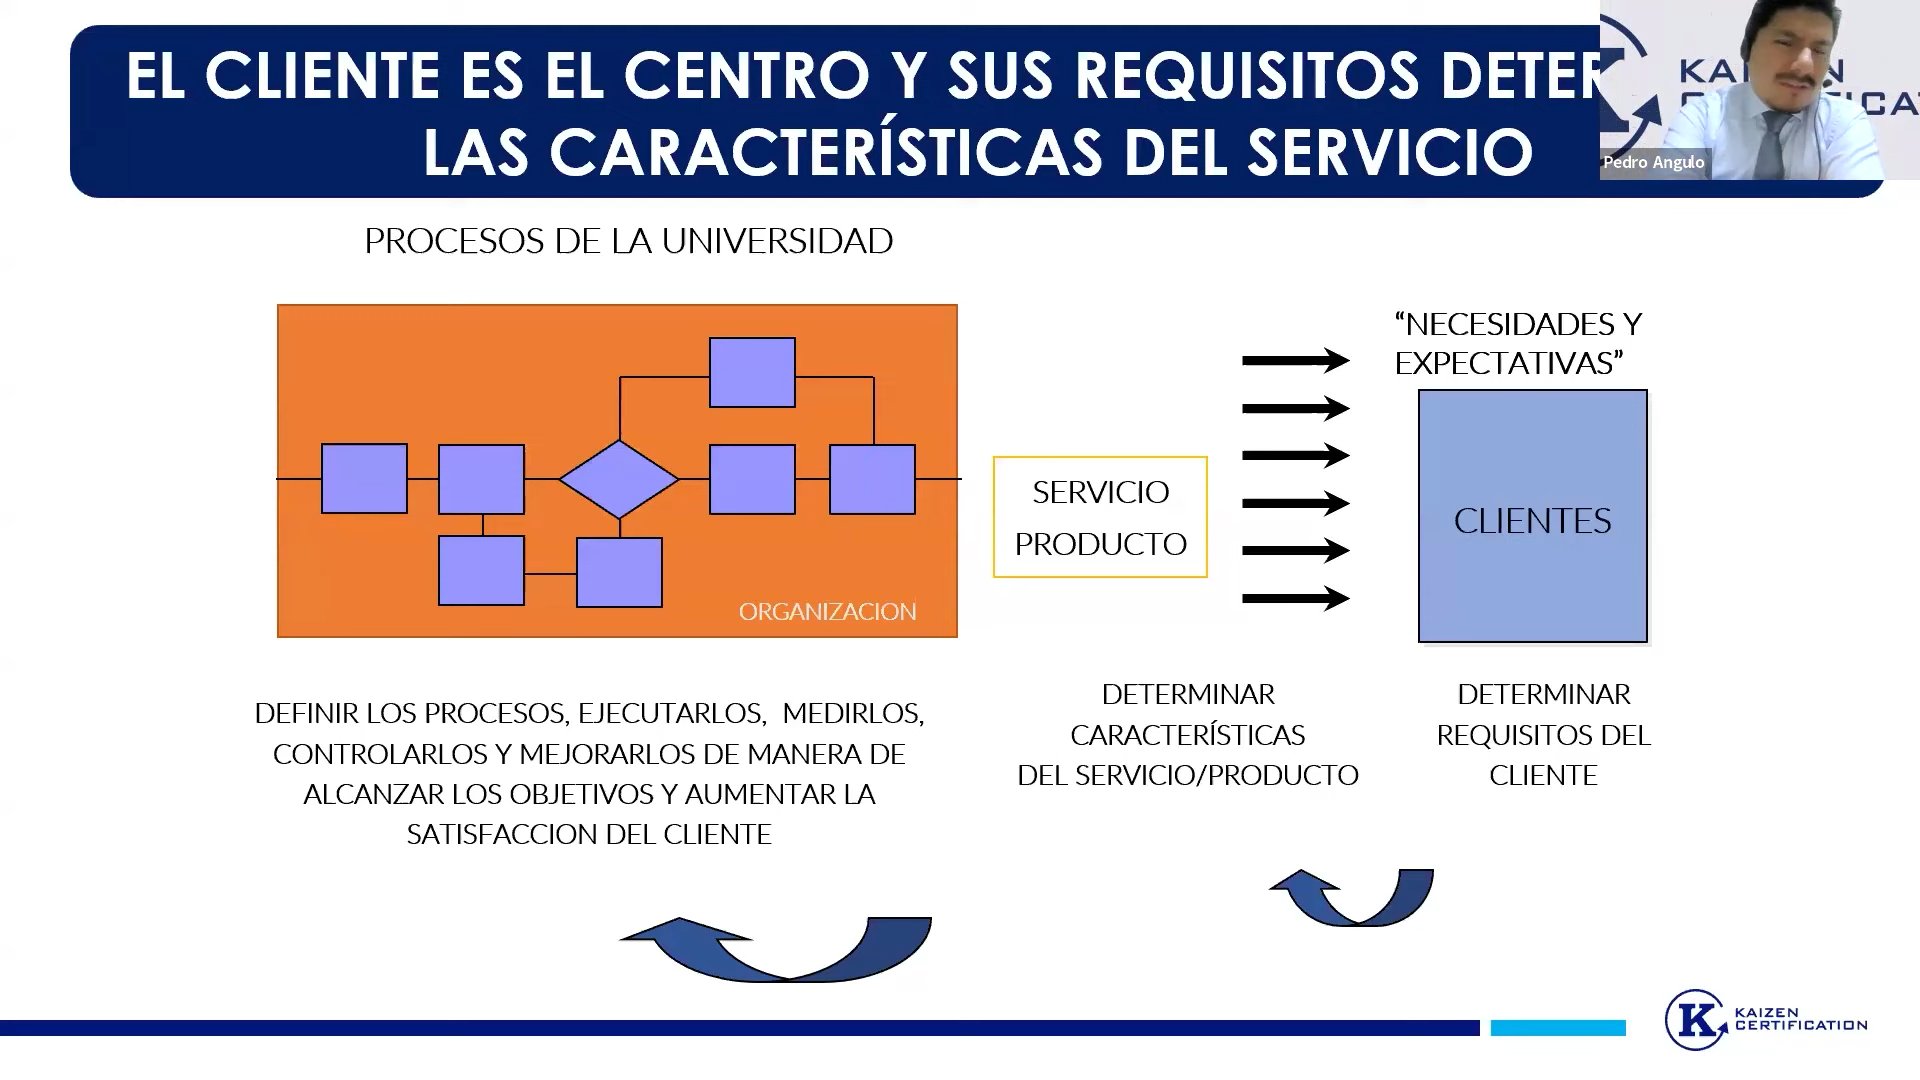 EL CLIENTE ES EL CENTRO Y SUS REQUISITOS
LAS CARACTERÍSTICAS DEL SERVICIO
Pedro Angulo
PROCESOS DE LA UNIVERSIDAD
ORGANIZACION
SERVICIO
PRODUCTO
“NECESIDADES Y
EXPECTATIVAS”
CLIENTES
DEFINIR LOS PROCESOS, EJECUTARLOS, MEDIRLOS,
CONTROLARLOS Y MEJORARLOS DE MANERA DE
ALCANZAR LOS OBJETIVOS Y AUMENTAR LA
SATISFACCION DEL CLIENTE
DETERMINAR
CARACTERÍSTICAS
DEL SERVICIO/PRODUCTO
DETERMINAR
REQUISITOS DEL
CLIENTE
K
KAIZEN
CERTIFICATION